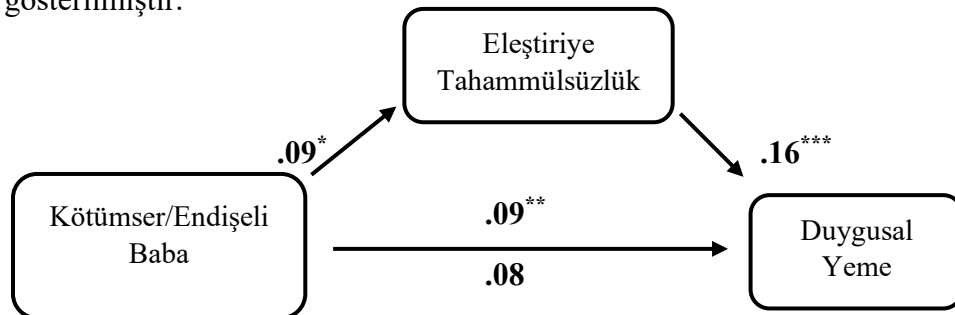 gösterilmiştir.
Eleştiriye
Tahammülsüzlük
.09*
.16***
Kötümser/Endişeli
Baba
.09**
.08
Duygusal
Yeme